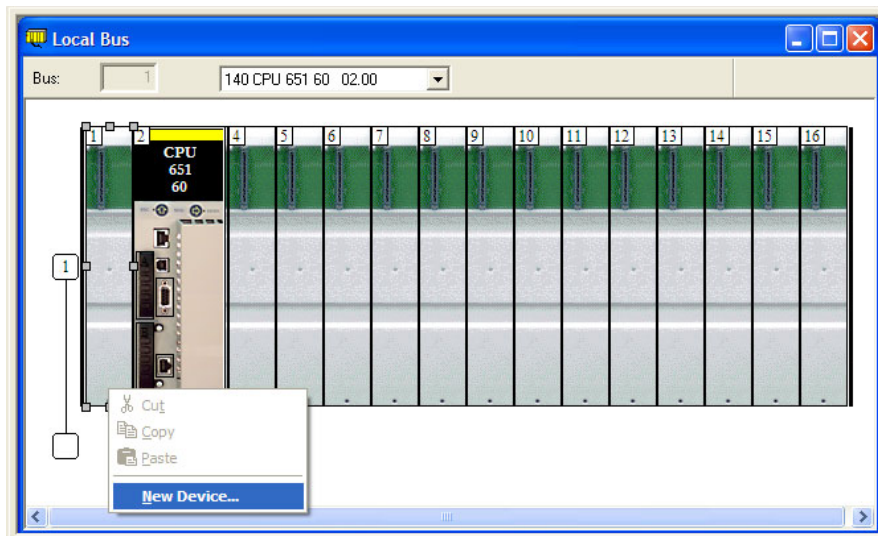 Local Bus
Bus: 1 140 CPU 651 60 02.00
1 2 4 5 6 7 8 9 10 11 12 13 14 15 16
CPU
651
60
1
Cut
Copy
Paste
New Device...